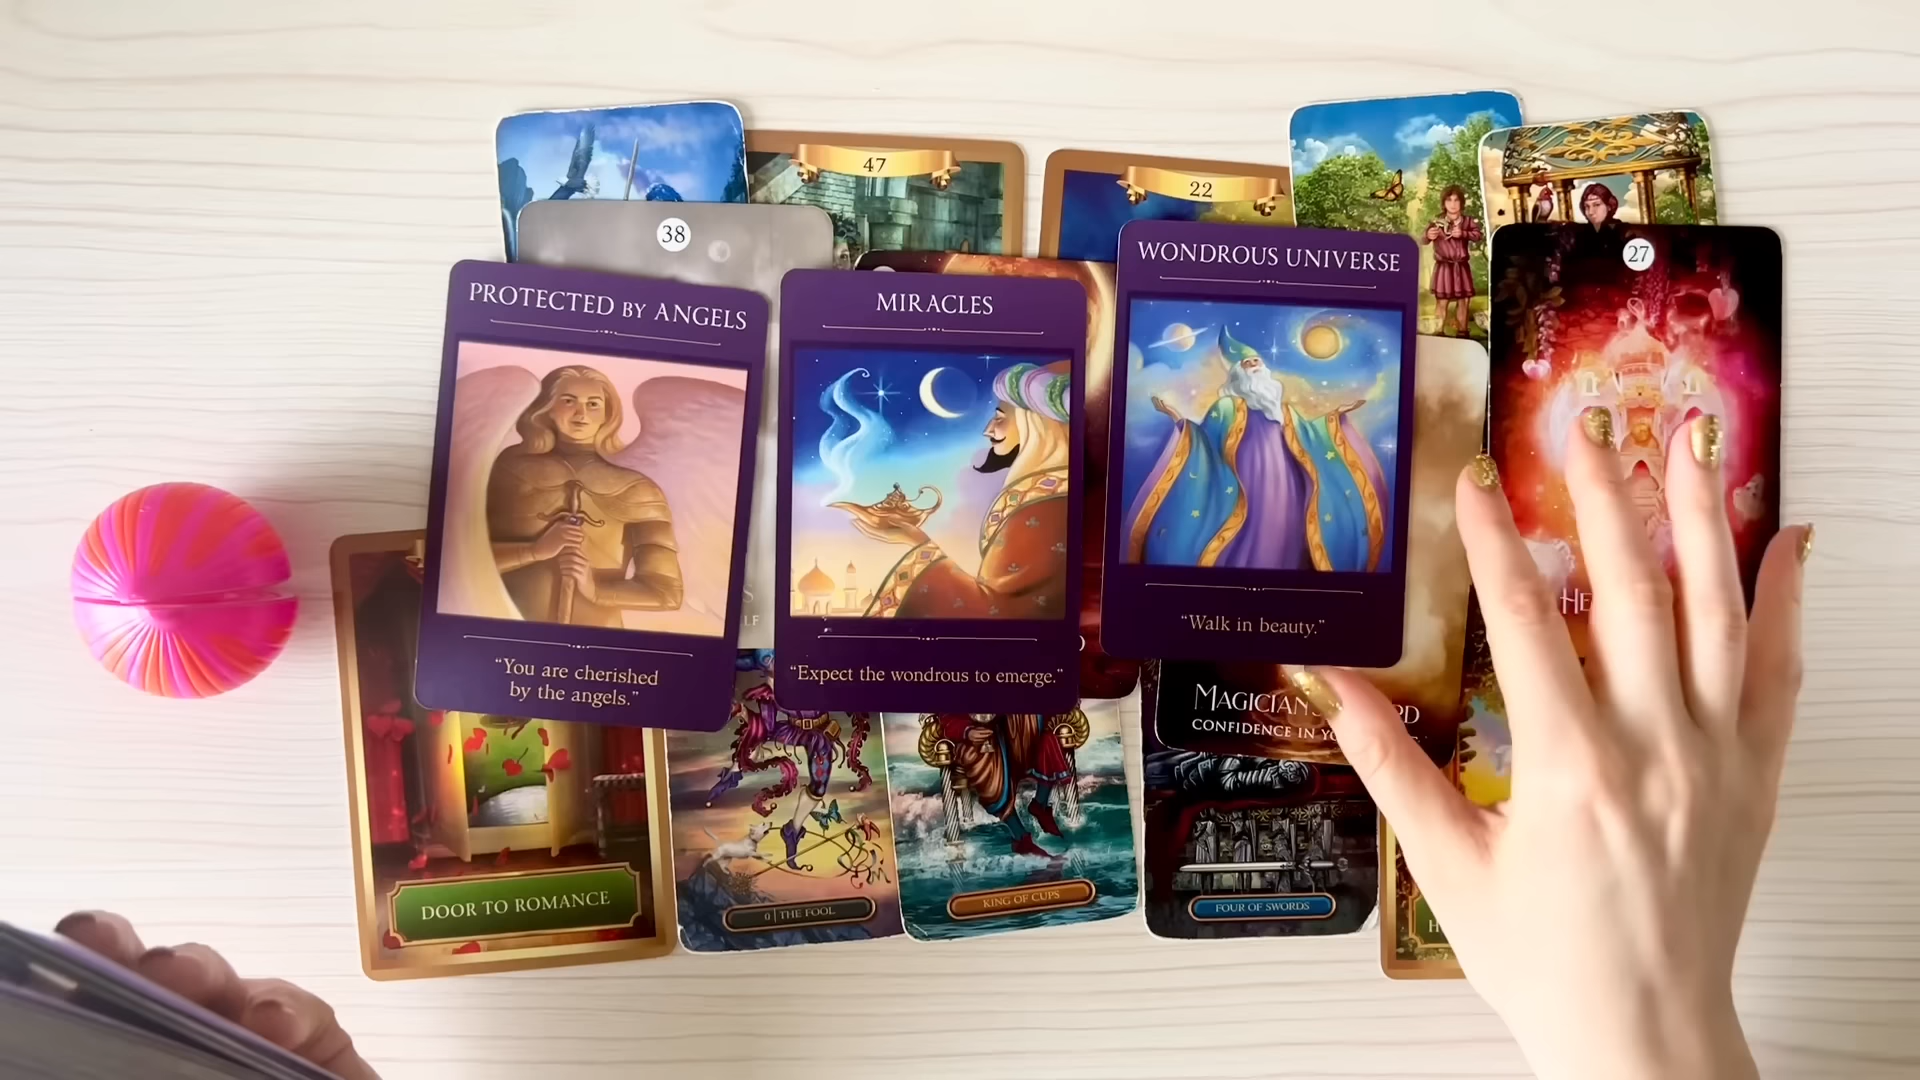 47
22
38
27
PROTECTED BY ANGELS
"You are cherished
by the angels."
MIRACLES
"Expect the wondrous to emerge."
WONDROUS UNIVERSE
"Walk in beauty."
MAGICIAN'S
CONFIDENCE IN
DOOR TO ROMANCE
0 THE FOOL
KING OF CUPS
FOUR OF SWORDS